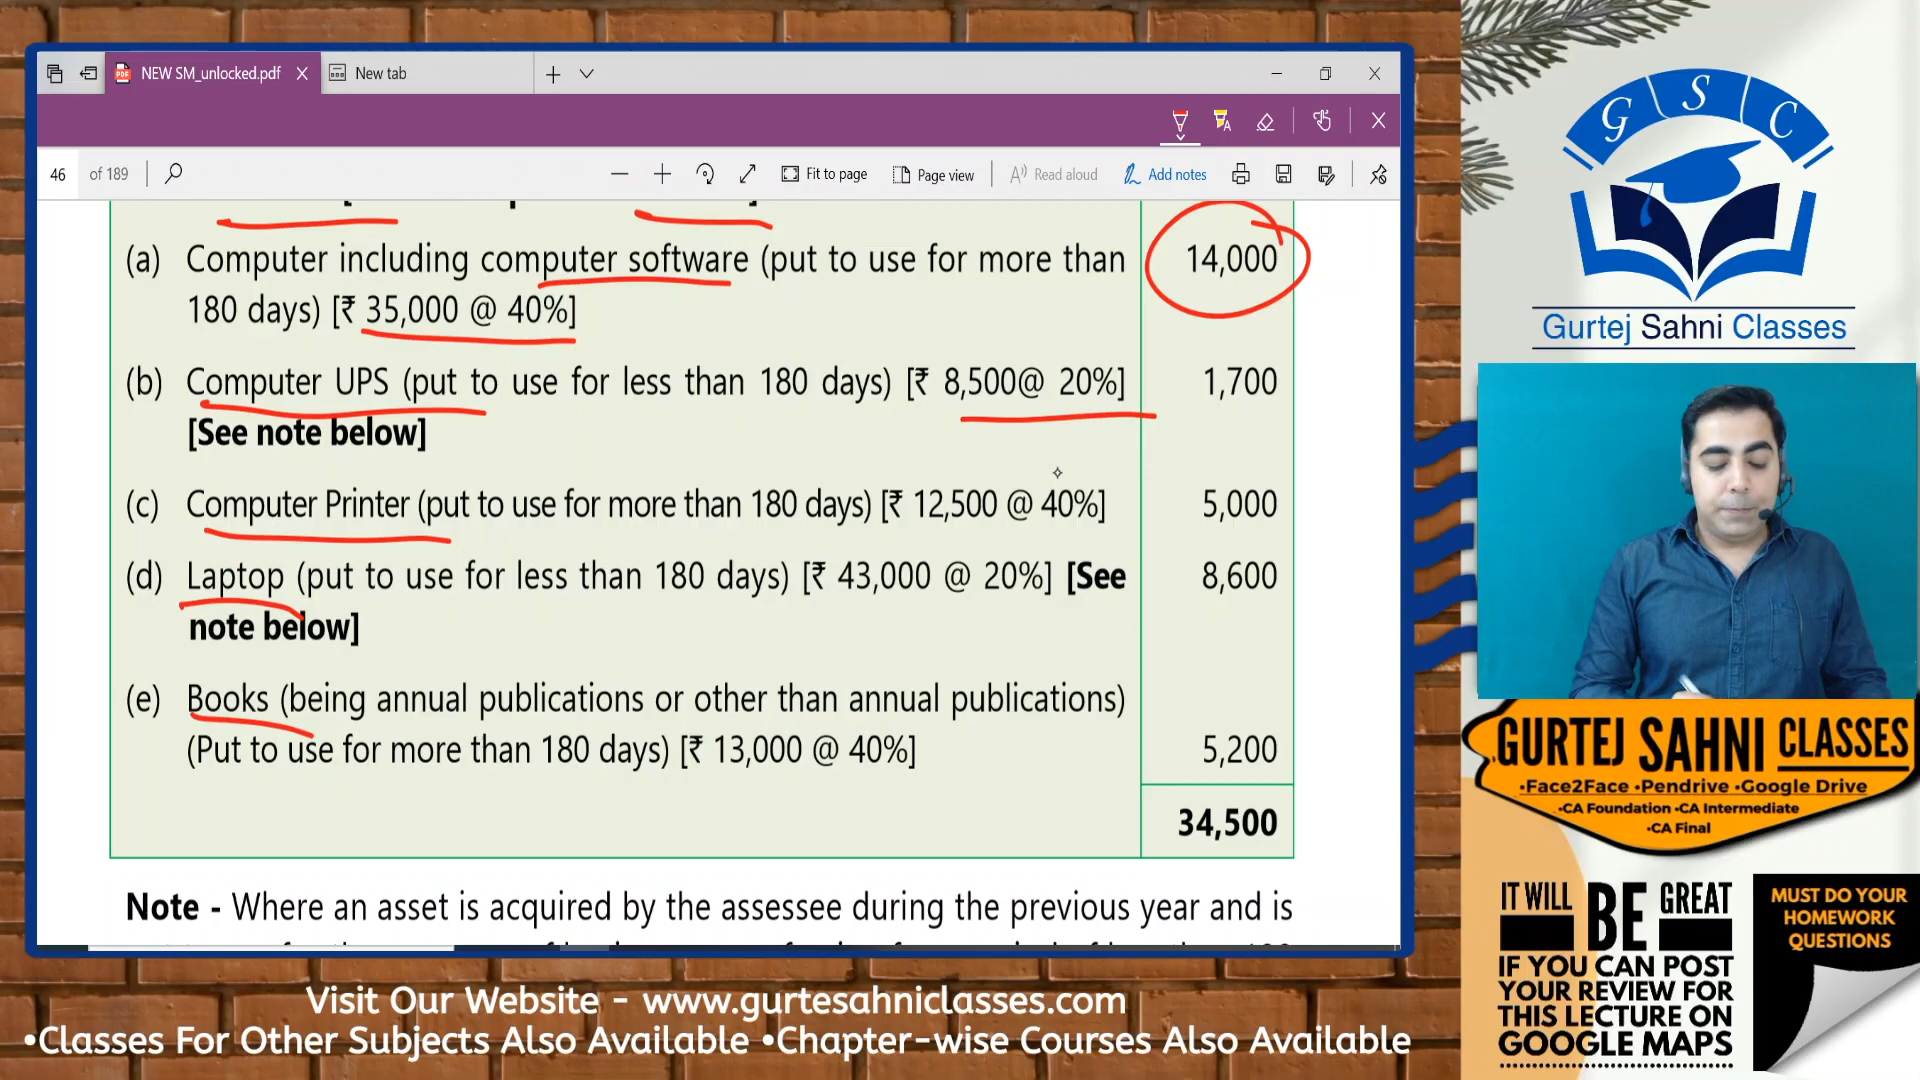 NEW SM_unlocked.pdf
New tab
46 of 189
Fit to page
Page view
Read aloud
Add notes
(a) Computer including computer software (put to use for more than 14,000
180 days) [₹ 35,000 @ 40%]
(b) Computer UPS (put to use for less than 180 days) [₹ 8,500@ 20%] 1,700
[See note below]
(c) Computer Printer (put to use for more than 180 days) [₹ 12,500 @ 40%] 5,000
(d) Laptop (put to use for less than 180 days) [₹ 43,000 @ 20%] [See 8,600
note below]
(e) Books (being annual publications or other than annual publications)
(Put to use for more than 180 days) [₹ 13,000 @ 40%] 5,200
34,500
Note - Where an asset is acquired by the assessee during the previous year and is
G S C
Gurtej Sahni Classes
GURTEJ SAHNI CLASSES
•Face2Face •Pendrive •Google Drive
•CA Foundation •CA Intermediate
•CA Final
IT WILL BE GREAT
IF YOU CAN POST
YOUR REVIEW FOR
THIS LECTURE ON
GOOGLE MAPS
MUST DO YOUR
HOMEWORK
QUESTIONS
Visit Our Website - www.gurtesahniclasses.com
•Classes For Other Subjects Also Available •Chapter-wise Courses Also Available